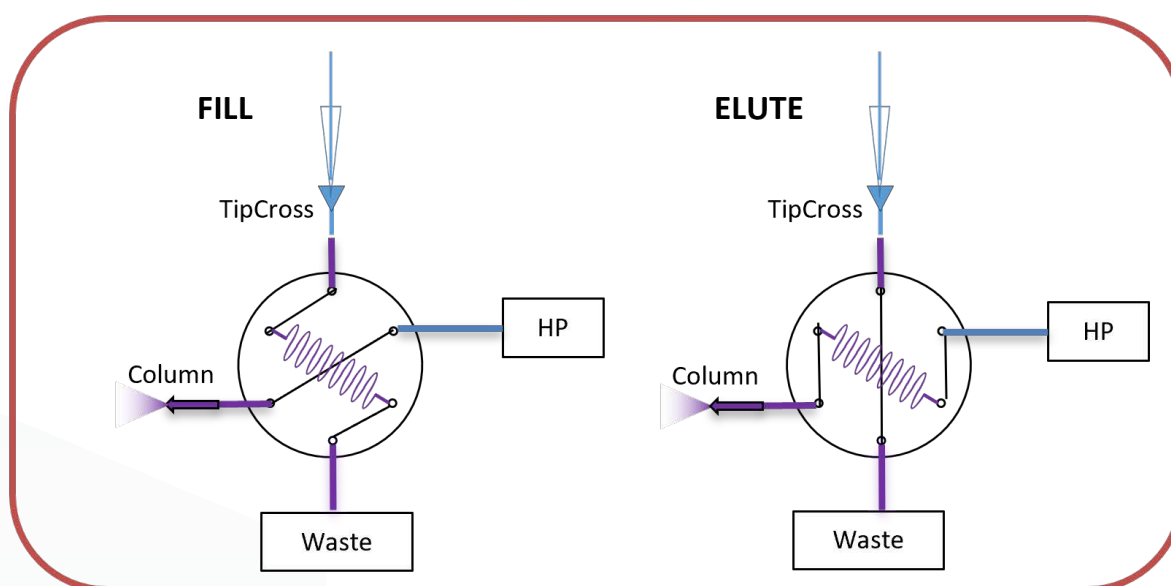 FILL
TipCross
HP
Column
Waste
ELUTE
TipCross
HP
Column
Waste